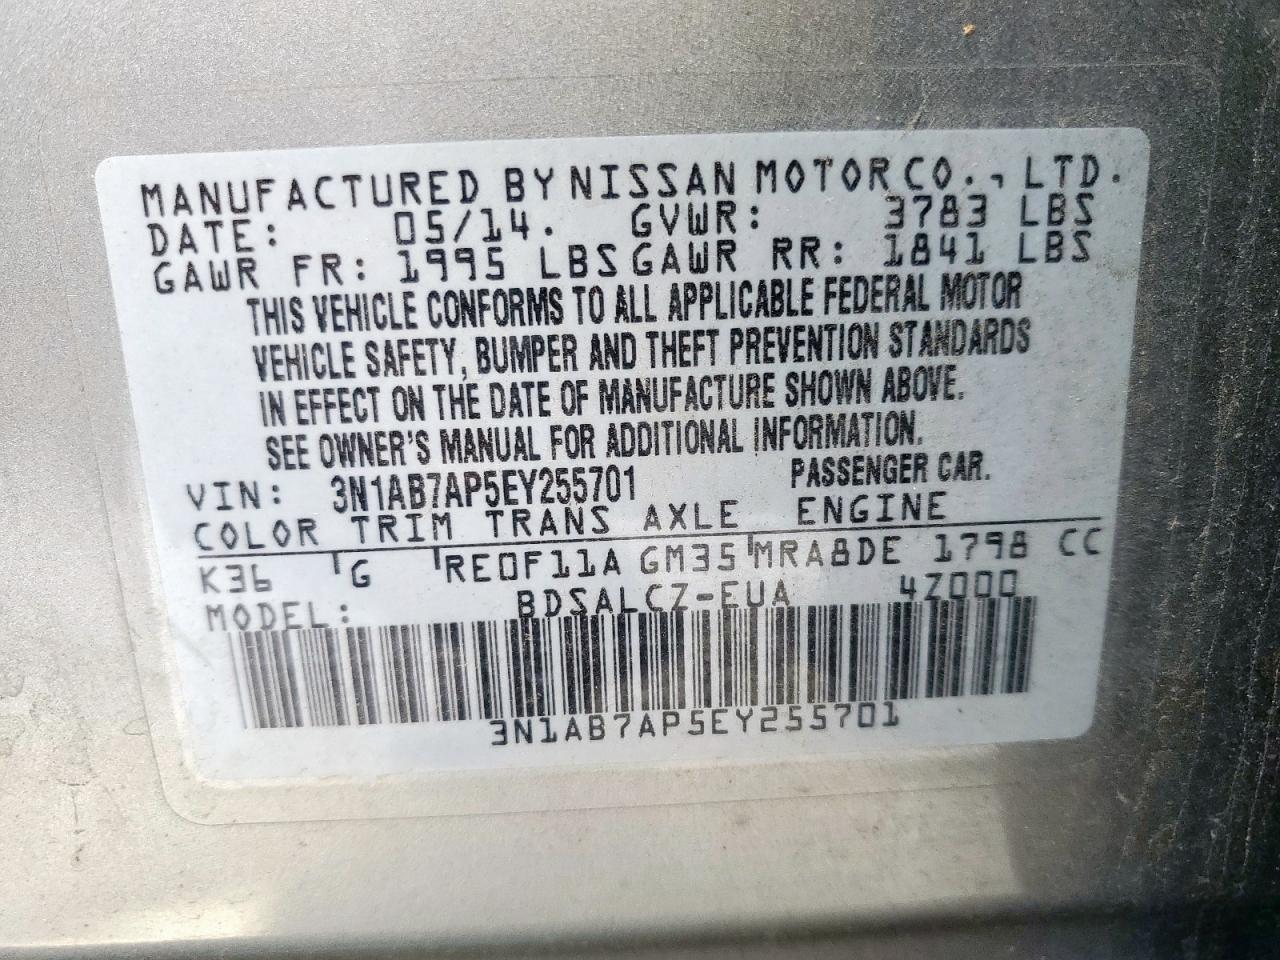 MANUFACTURED BY NISSAN MOTOR CO., LTD.
DATE: 05/14. GVWR: 3783 LBS
GAWR FR: 1995 LBS GAWR RR: 1841 LBS
THIS VEHICLE CONFORMS TO ALL APPLICABLE FEDERAL MOTOR
VEHICLE SAFETY, BUMPER AND THEFT PREVENTION STANDARDS
IN EFFECT ON THE DATE OF MANUFACTURE SHOWN ABOVE.
SEE OWNER'S MANUAL FOR ADDITIONAL INFORMATION.
VIN: 3N1AB7AP5EY255701 PASSENGER CAR.
COLOR TRIM TRANS AXLE ENGINE
K36 G RE0F11A GM35 MRA8DE 1798 CC
MODEL: BDSALCZ-EUA 4Z000
3N1AB7AP5EY255701